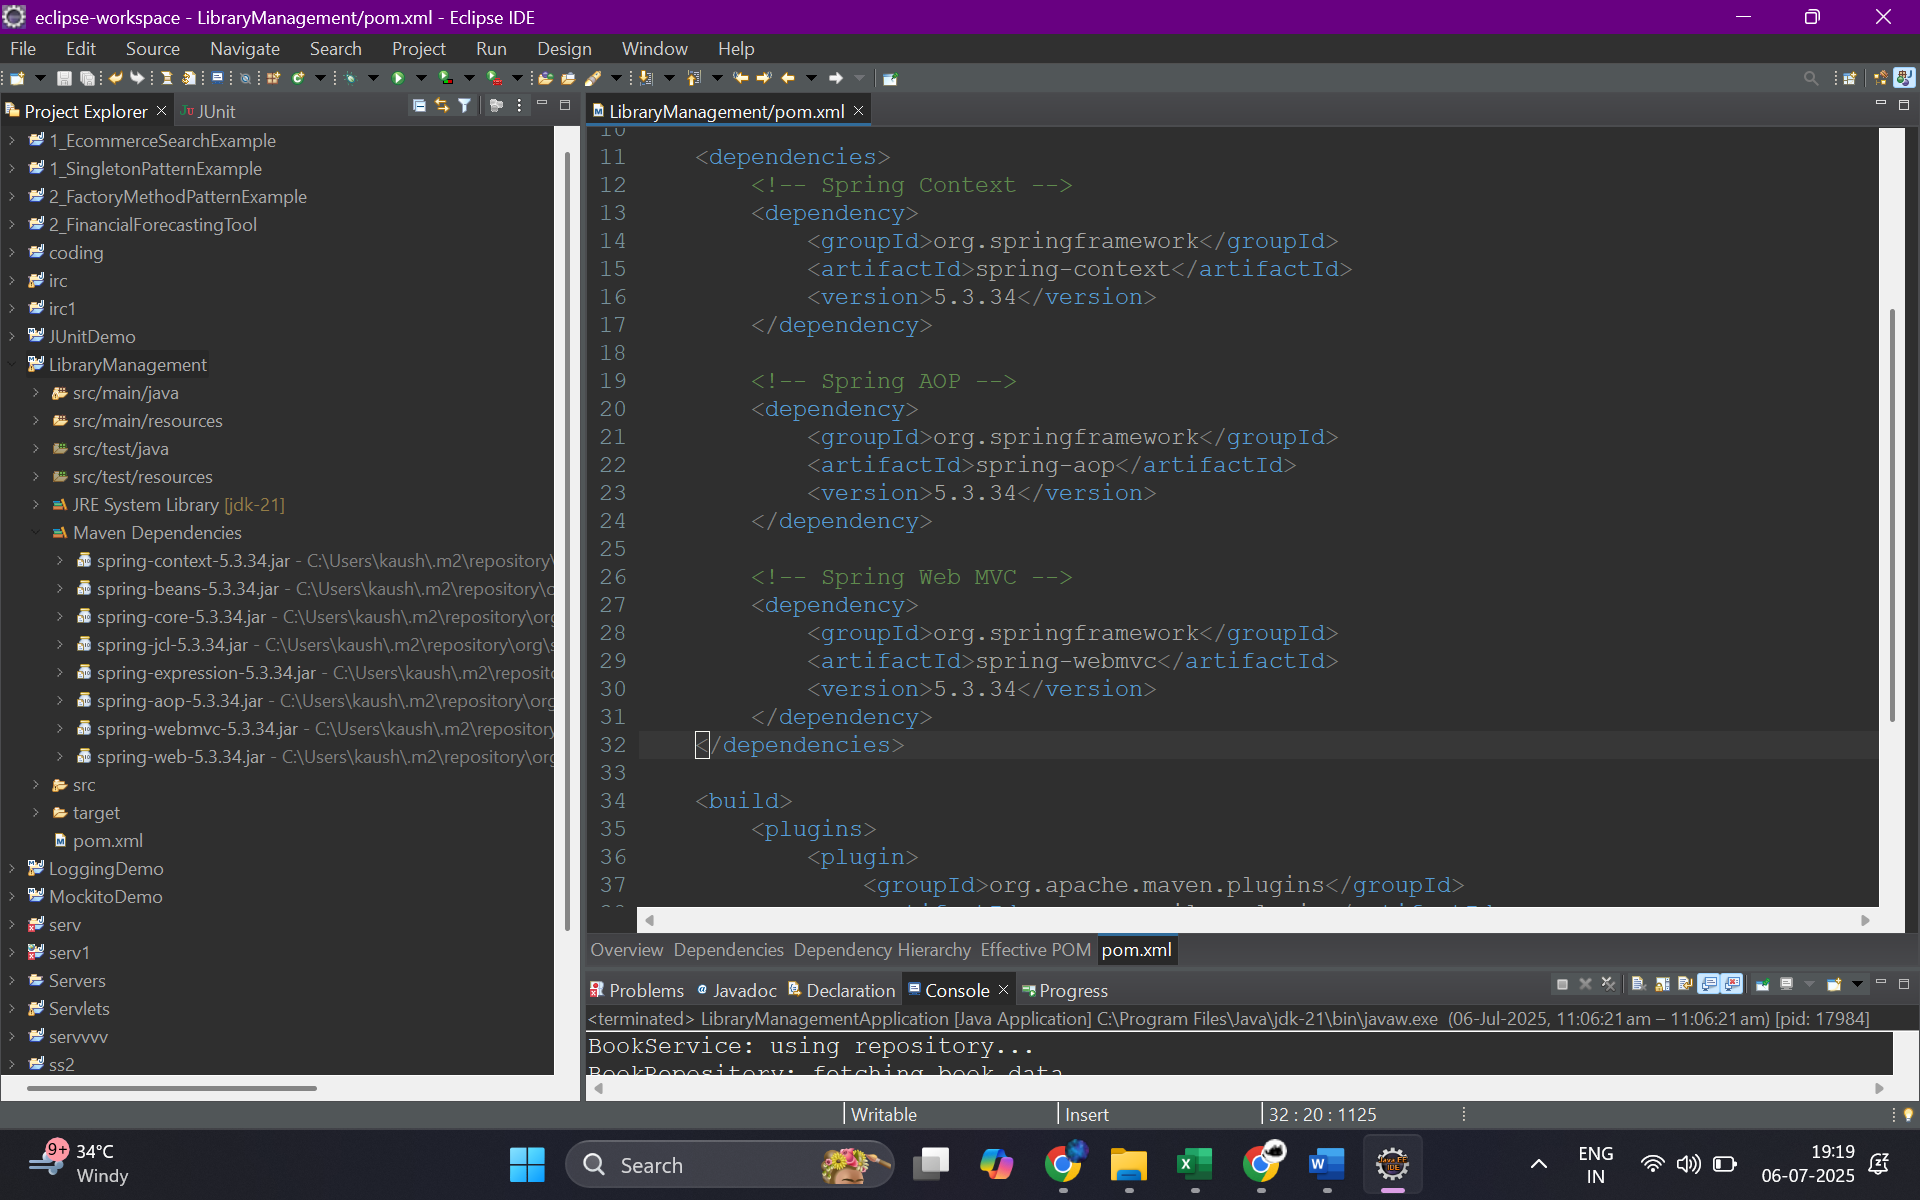 eclipse-workspace - LibraryManagement/pom.xml - Eclipse IDE
File Edit Source Navigate Search Project Run Design Window Help
Project Explorer JUnit
1_EcommerceSearchExample
1_SingletonPatternExample
2_FactoryMethodPatternExample
2_FinancialForecastingTool
coding
irc
irc1
JUnitDemo
LibraryManagement
src/main/java
src/main/resources
src/test/java
src/test/resources
JRE System Library [jdk-21]
Maven Dependencies
spring-context-5.3.34.jar - C:\Users\kaush\.m2\repository\
spring-beans-5.3.34.jar - C:\Users\kaush\.m2\repository\
spring-core-5.3.34.jar - C:\Users\kaush\.m2\repository\org
spring-jcl-5.3.34.jar - C:\Users\kaush\.m2\repository\org\
spring-expression-5.3.34.jar - C:\Users\kaush\.m2\reposit
spring-aop-5.3.34.jar - C:\Users\kaush\.m2\repository\org
spring-webmvc-5.3.34.jar - C:\Users\kaush\.m2\repository
spring-web-5.3.34.jar - C:\Users\kaush\.m2\repository\org
src
target
pom.xml
LoggingDemo
MockitoDemo
serv
serv1
Servers
Servlets
servvvv
ss2
LibraryManagement/pom.xml
10
11 <dependencies>
12 <!-- Spring Context -->
13 <dependency>
14 <groupId>org.springframework</groupId>
15 <artifactId>spring-context</artifactId>
16 <version>5.3.34</version>
17 </dependency>
18
19 <!-- Spring AOP -->
20 <dependency>
21 <groupId>org.springframework</groupId>
22 <artifactId>spring-aop</artifactId>
23 <version>5.3.34</version>
24 </dependency>
25
26 <!-- Spring Web MVC -->
27 <dependency>
28 <groupId>org.springframework</groupId>
29 <artifactId>spring-webmvc</artifactId>
30 <version>5.3.34</version>
31 </dependency>
32 </dependencies>
33
34 <build>
35 <plugins>
36 <plugin>
37 <groupId>org.apache.maven.plugins</groupId>
Overview Dependencies Dependency Hierarchy Effective POM pom.xml
Problems Javadoc Declaration Console Progress
<terminated> LibraryManagementApplication [Java Application] C:\Program Files\Java\jdk-21\bin\javaw.exe (06-Jul-2025, 11:06:21 am – 11:06:21 am) [pid: 17984]
BookService: using repository...
BookRepository: fetching book data
Writable Insert 32 : 20 : 1125
9+ 34°C
Windy
Search
ENG
IN
19:19
06-07-2025